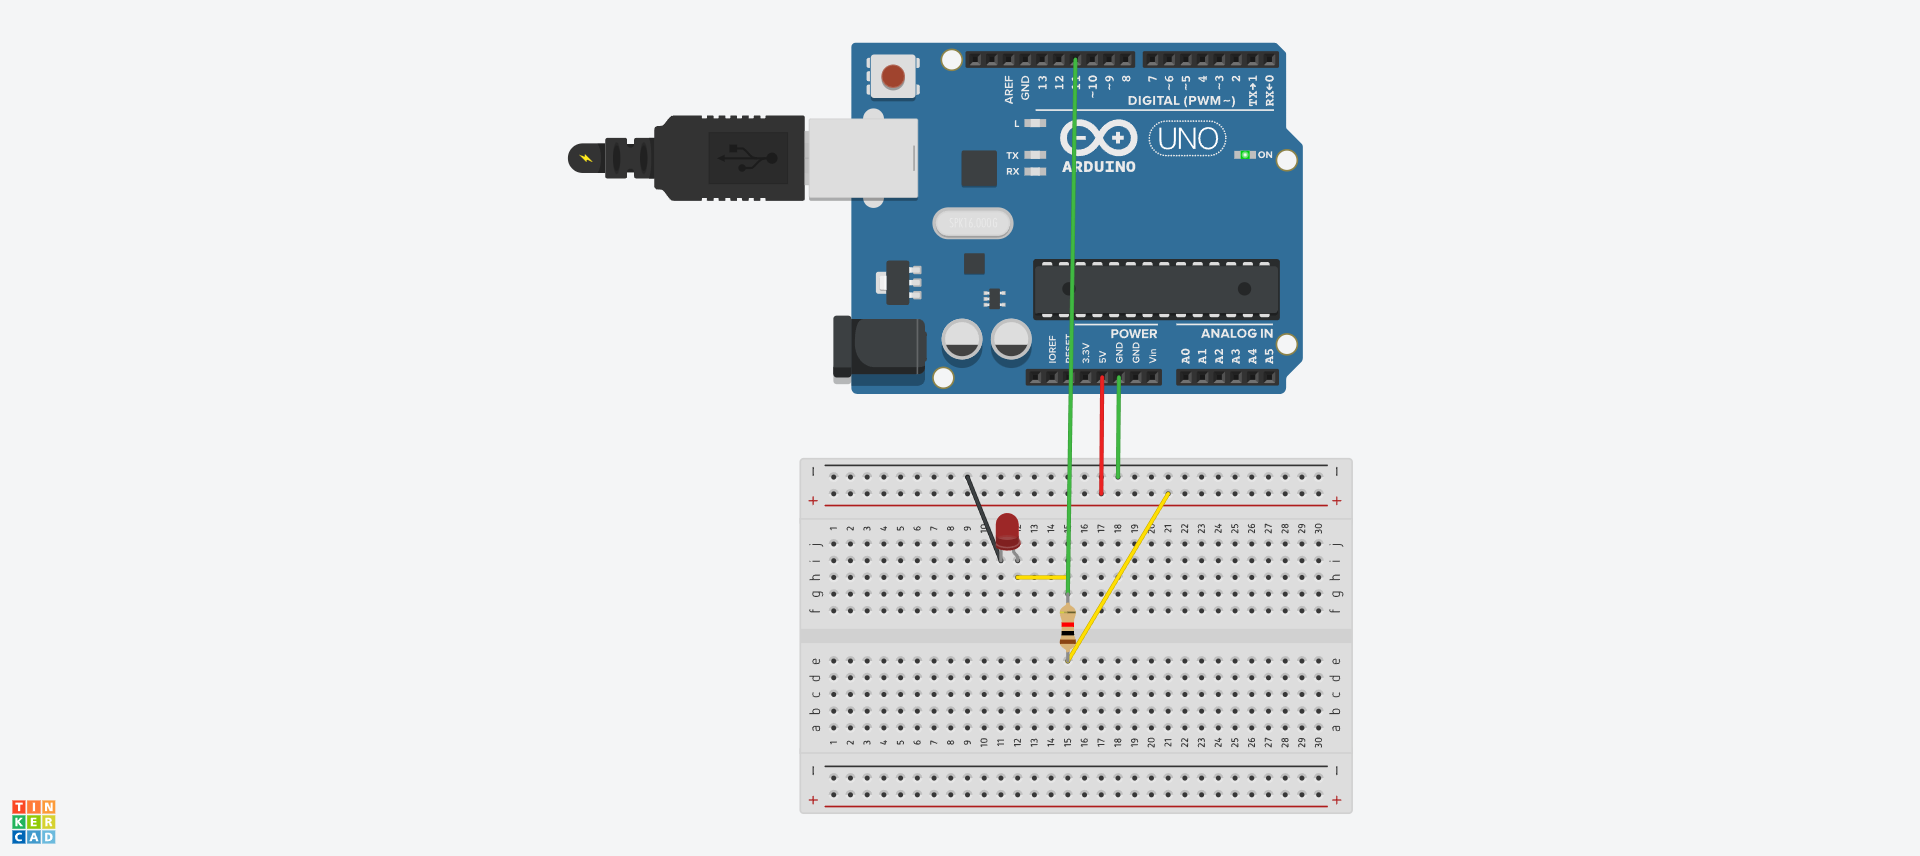 AREF GND 13 12 ~10 ~9 8 7 ~6 ~5 4 ~3 2 TX→1 RX←0
DIGITAL (PWM~)
L
TX
RX
ARDUINO
UNO
ON
POWER
ANALOG IN
IOREF RESET 3.3V 5V GND GND Vin A0 A1 A2 A3 A4 A5
+ +
1 2 3 4 5 6 7 8 9 10 13 14 15 16 17 18 19 20 21 22 23 24 25 26 27 28 29 30
j j
i i
h h
g g
f f
e e
d d
c c
b b
a a
1 2 3 4 5 6 7 8 9 10 11 12 13 14 15 16 17 18 19 20 21 22 23 24 25 26 27 28 29 30
+ +
TIN
KER
CAD